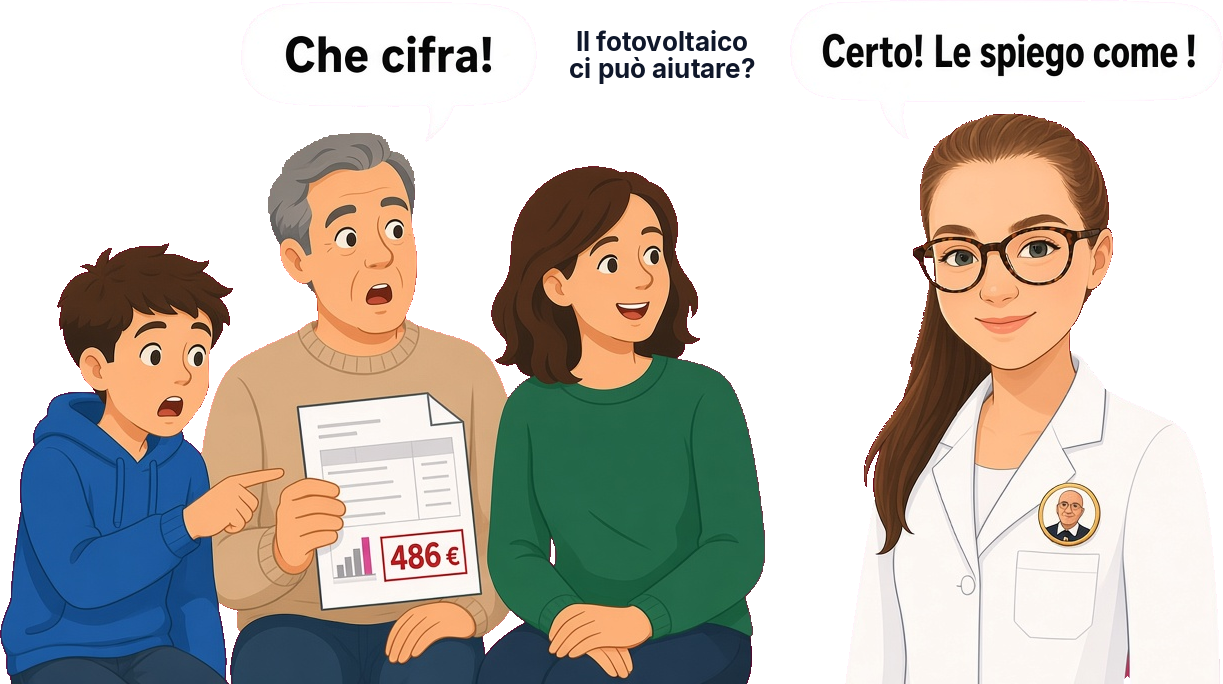 Che cifra!
Il fotovoltaico
ci può aiutare?
Certo! Le spiego come !
486 €